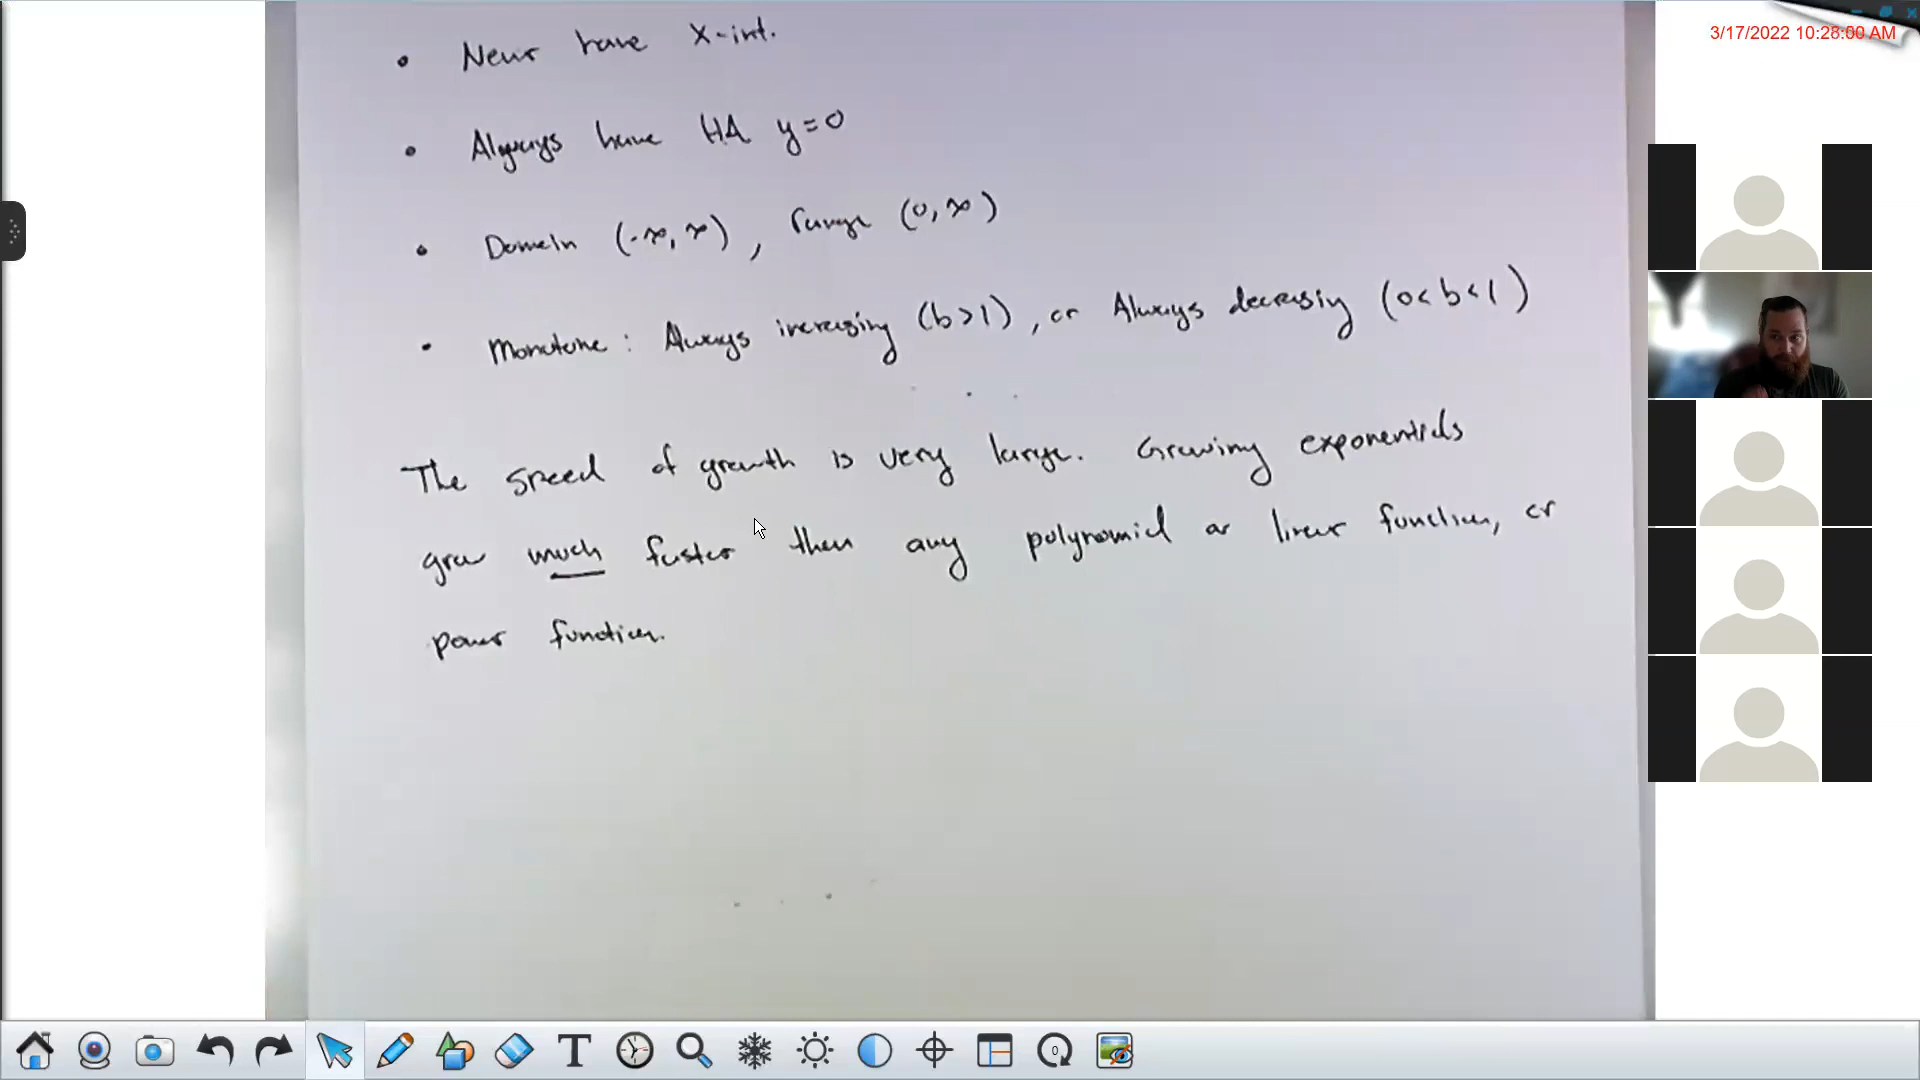 3/17/2022 10:28:00 AM
• Never have X-int.
• Always have HA y=0
• Domain (-∞, ∞), range (0, ∞)
• Monotone: Always increasing (b>1), or Always decreasing (0<b<1)
The speed of growth is very large. Growing exponentials
grow much faster then any polynomial or linear function, or
power function.
T
0